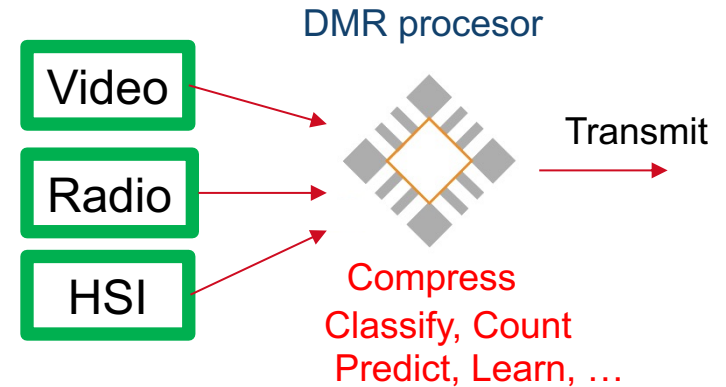 DMR procesor
Video
Transmit
Radio
HSI
Compress
Classify, Count
Predict, Learn, …